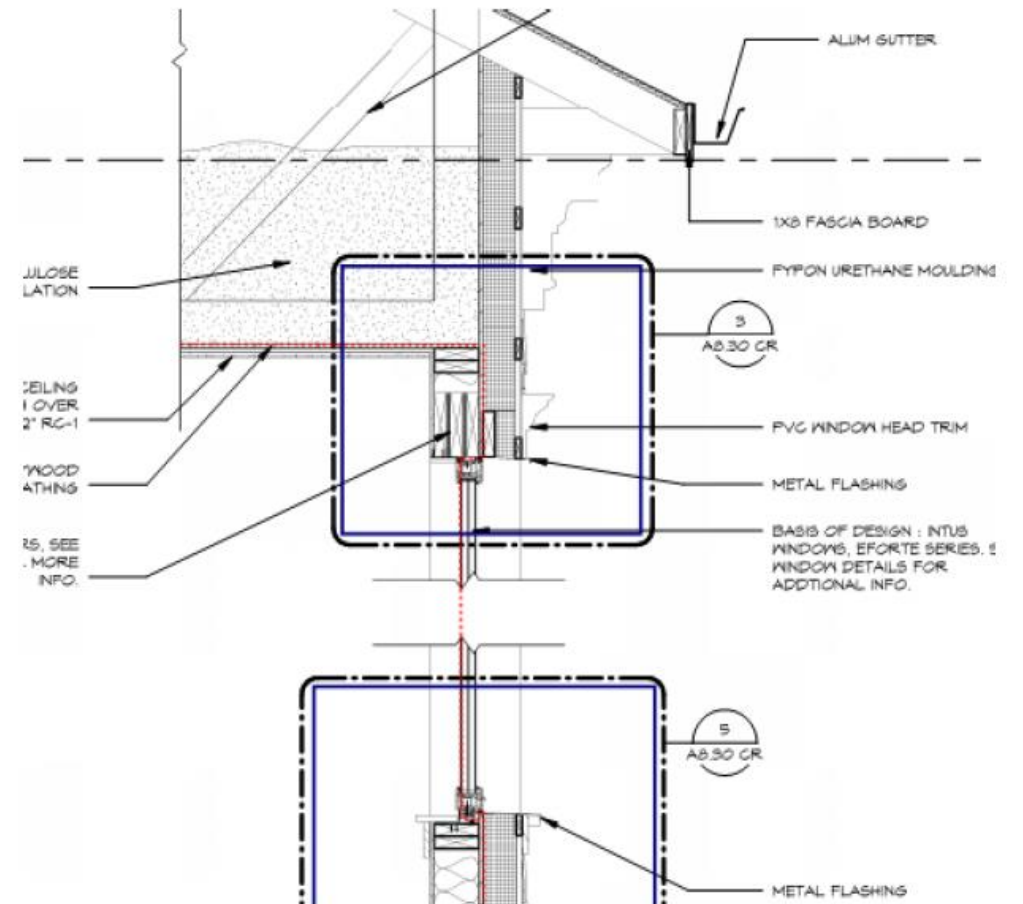 ALUM GUTTER
1X8 FASCIA BOARD
ULOSE
LATION
FYPON URETHANE MOULDING
3
A8.30 CR
CEILING
OVER
2" RC-1
PVC WINDOW HEAD TRIM
YWOOD
ATHING
METAL FLASHING
RS, SEE
. MORE
INFO.
BASIS OF DESIGN : INTUS
WINDOWS, EFORTE SERIES. S
WINDOW DETAILS FOR
ADDTIONAL INFO.
5
A8.30 CR
METAL FLASHING